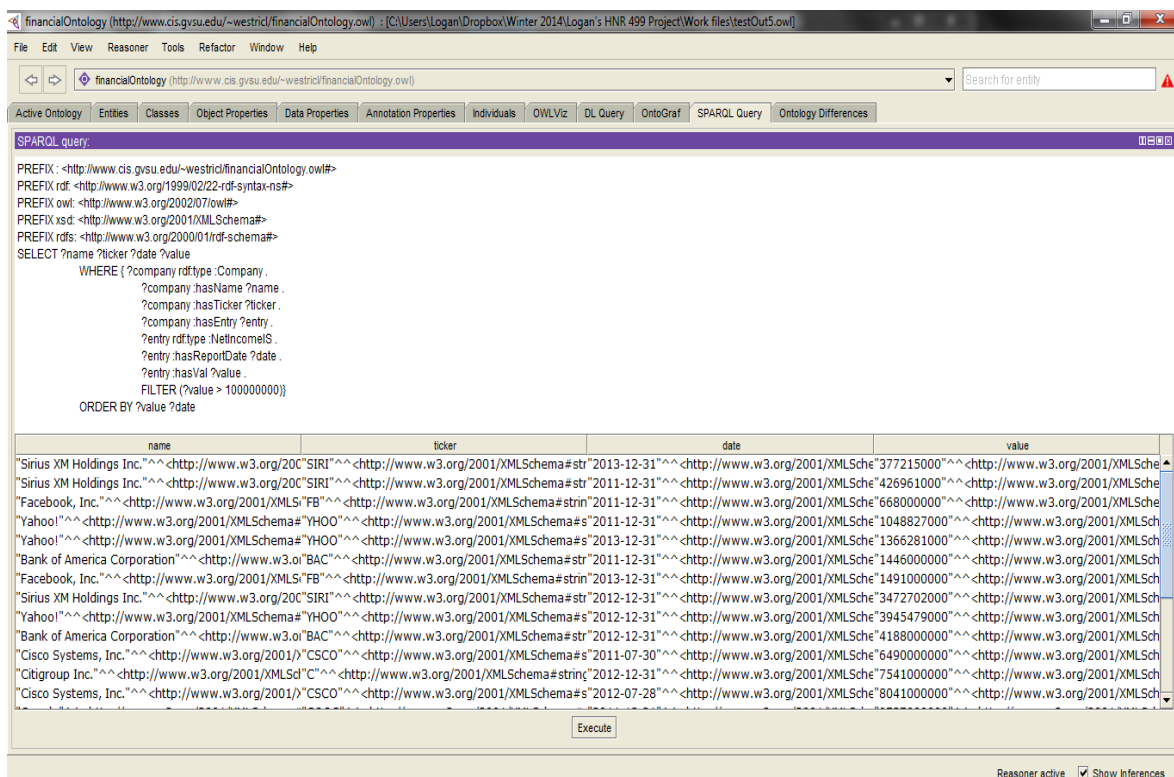 financialOntology (http://www.cis.gvsu.edu/~westricl/financialOntology.owl) : [C:\Users\Logan\Dropbox\Winter 2014\Logan's HNR 499 Project\Work files\testOut5.owl]
File Edit View Reasoner Tools Refactor Window Help
financialOntology (http://www.cis.gvsu.edu/~westricl/financialOntology.owl) Search for entity
Active Ontology Entities Classes Object Properties Data Properties Annotation Properties Individuals OWLViz DL Query OntoGraf SPARQL Query Ontology Differences
SPARQL query:
PREFIX : <http://www.cis.gvsu.edu/~westricl/financialOntology.owl#>
PREFIX rdf: <http://www.w3.org/1999/02/22-rdf-syntax-ns#>
PREFIX owl: <http://www.w3.org/2002/07/owl#>
PREFIX xsd: <http://www.w3.org/2001/XMLSchema#>
PREFIX rdfs: <http://www.w3.org/2000/01/rdf-schema#>
SELECT ?name ?ticker ?date ?value
WHERE { ?company rdf:type :Company .
?company :hasName ?name .
?company :hasTicker ?ticker .
?company :hasEntry ?entry .
?entry rdf:type :NetIncomeIS .
?entry :hasReportDate ?date .
?entry :hasVal ?value .
FILTER (?value > 100000000)}
ORDER BY ?value ?date
name ticker date value
"Sirius XM Holdings Inc."^^<http://www.w3.org/200 "SIRI"^^<http://www.w3.org/2001/XMLSchema#str "2013-12-31"^^<http://www.w3.org/2001/XMLSche "377215000"^^<http://www.w3.org/2001/XMLSche
"Sirius XM Holdings Inc."^^<http://www.w3.org/200 "SIRI"^^<http://www.w3.org/2001/XMLSchema#str "2011-12-31"^^<http://www.w3.org/2001/XMLSche "426961000"^^<http://www.w3.org/2001/XMLSche
"Facebook, Inc."^^<http://www.w3.org/2001/XMLS "FB"^^<http://www.w3.org/2001/XMLSchema#strin "2011-12-31"^^<http://www.w3.org/2001/XMLSche "668000000"^^<http://www.w3.org/2001/XMLSche
"Yahoo!"^^<http://www.w3.org/2001/XMLSchema# "YHOO"^^<http://www.w3.org/2001/XMLSchema#s "2011-12-31"^^<http://www.w3.org/2001/XMLSche "1048827000"^^<http://www.w3.org/2001/XMLSch
"Yahoo!"^^<http://www.w3.org/2001/XMLSchema# "YHOO"^^<http://www.w3.org/2001/XMLSchema#s "2013-12-31"^^<http://www.w3.org/2001/XMLSche "1366281000"^^<http://www.w3.org/2001/XMLSch
"Bank of America Corporation"^^<http://www.w3.o "BAC"^^<http://www.w3.org/2001/XMLSchema#str "2011-12-31"^^<http://www.w3.org/2001/XMLSche "1446000000"^^<http://www.w3.org/2001/XMLSch
"Facebook, Inc."^^<http://www.w3.org/2001/XMLS "FB"^^<http://www.w3.org/2001/XMLSchema#strin "2013-12-31"^^<http://www.w3.org/2001/XMLSche "1491000000"^^<http://www.w3.org/2001/XMLSch
"Sirius XM Holdings Inc."^^<http://www.w3.org/200 "SIRI"^^<http://www.w3.org/2001/XMLSchema#str "2012-12-31"^^<http://www.w3.org/2001/XMLSche "3472702000"^^<http://www.w3.org/2001/XMLSch
"Yahoo!"^^<http://www.w3.org/2001/XMLSchema# "YHOO"^^<http://www.w3.org/2001/XMLSchema#s "2012-12-31"^^<http://www.w3.org/2001/XMLSche "3945479000"^^<http://www.w3.org/2001/XMLSch
"Bank of America Corporation"^^<http://www.w3.o "BAC"^^<http://www.w3.org/2001/XMLSchema#str "2012-12-31"^^<http://www.w3.org/2001/XMLSche "4188000000"^^<http://www.w3.org/2001/XMLSch
"Cisco Systems, Inc."^^<http://www.w3.org/2001/ "CSCO"^^<http://www.w3.org/2001/XMLSchema#s "2011-07-30"^^<http://www.w3.org/2001/XMLSche "6490000000"^^<http://www.w3.org/2001/XMLSch
"Citigroup Inc."^^<http://www.w3.org/2001/XMLSc "C"^^<http://www.w3.org/2001/XMLSchema#string "2012-12-31"^^<http://www.w3.org/2001/XMLSche "7541000000"^^<http://www.w3.org/2001/XMLSch
"Cisco Systems, Inc."^^<http://www.w3.org/2001/ "CSCO"^^<http://www.w3.org/2001/XMLSchema#s "2012-07-28"^^<http://www.w3.org/2001/XMLSche "8041000000"^^<http://www.w3.org/2001/XMLSch
Execute
Reasoner active Show Inferences